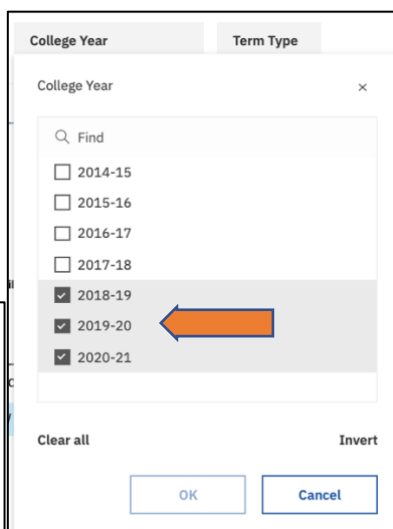 College Year Term Type
College Year ×
Find
2014-15
2015-16
2016-17
2017-18
2018-19
2019-20
2020-21
Clear all Invert
OK Cancel